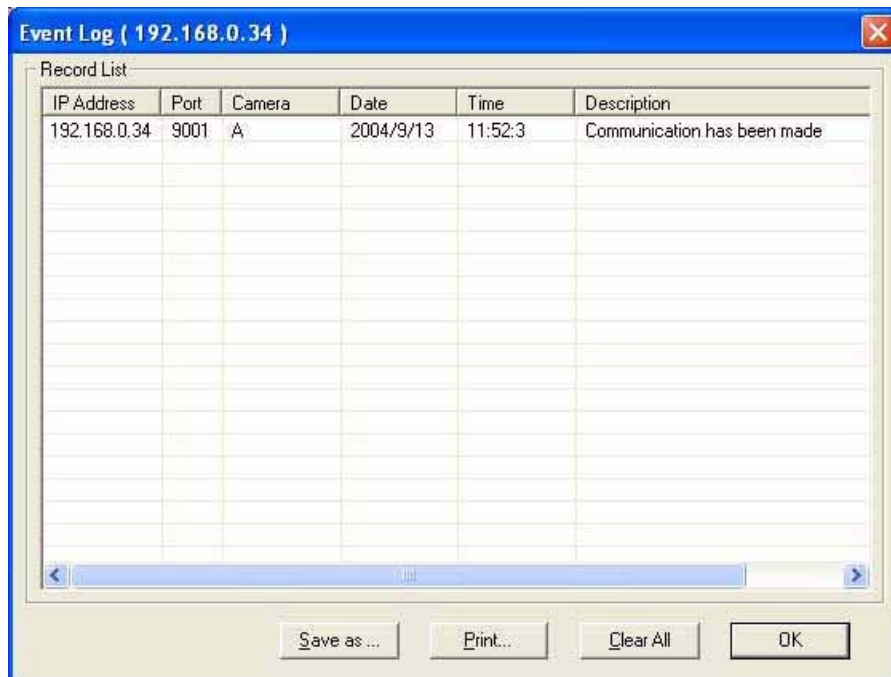 Event Log ( 192.168.0.34 )
Record List
IP Address Port Camera Date Time Description
192.168.0.34 9001 A 2004/9/13 11:52:3 Communication has been made
Save as ... Print... Clear All OK